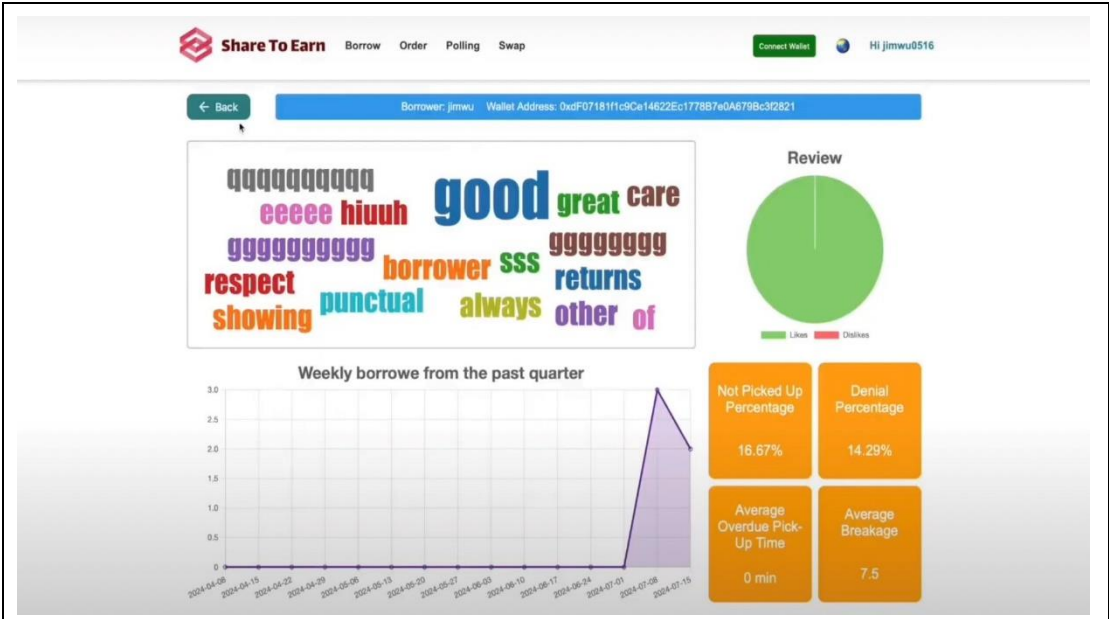 Share To Earn Borrow Order Polling Swap Connect Wallet Hi jimwu0516
← Back
Borrower: jimwu Wallet Address: 0xdF07181f1c9Ce14622Ec1778B7e0A679Bc3f2821
qqqqqqqqqq
good
great
care
eeeee
hiuuh
gggggggggg
borrower
sss
gggggggg
respect
returns
punctual
always
showing
other
of
Review
Likes Dislikes
Weekly borrowe from the past quarter
3.0
2.5
2.0
1.5
1.0
0.5
0
2024-04-08 2024-04-15 2024-04-22 2024-04-29 2024-05-06 2024-05-13 2024-05-20 2024-05-27 2024-06-03 2024-06-10 2024-06-17 2024-06-24 2024-07-01 2024-07-08 2024-07-15
Not Picked Up
Percentage
16.67%
Denial
Percentage
14.29%
Average
Overdue Pick-
Up Time
0 min
Average
Breakage
7.5